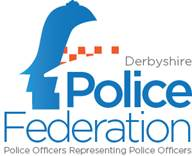 Derbyshire
Police
Federation
Police Officers Representing Police Officers